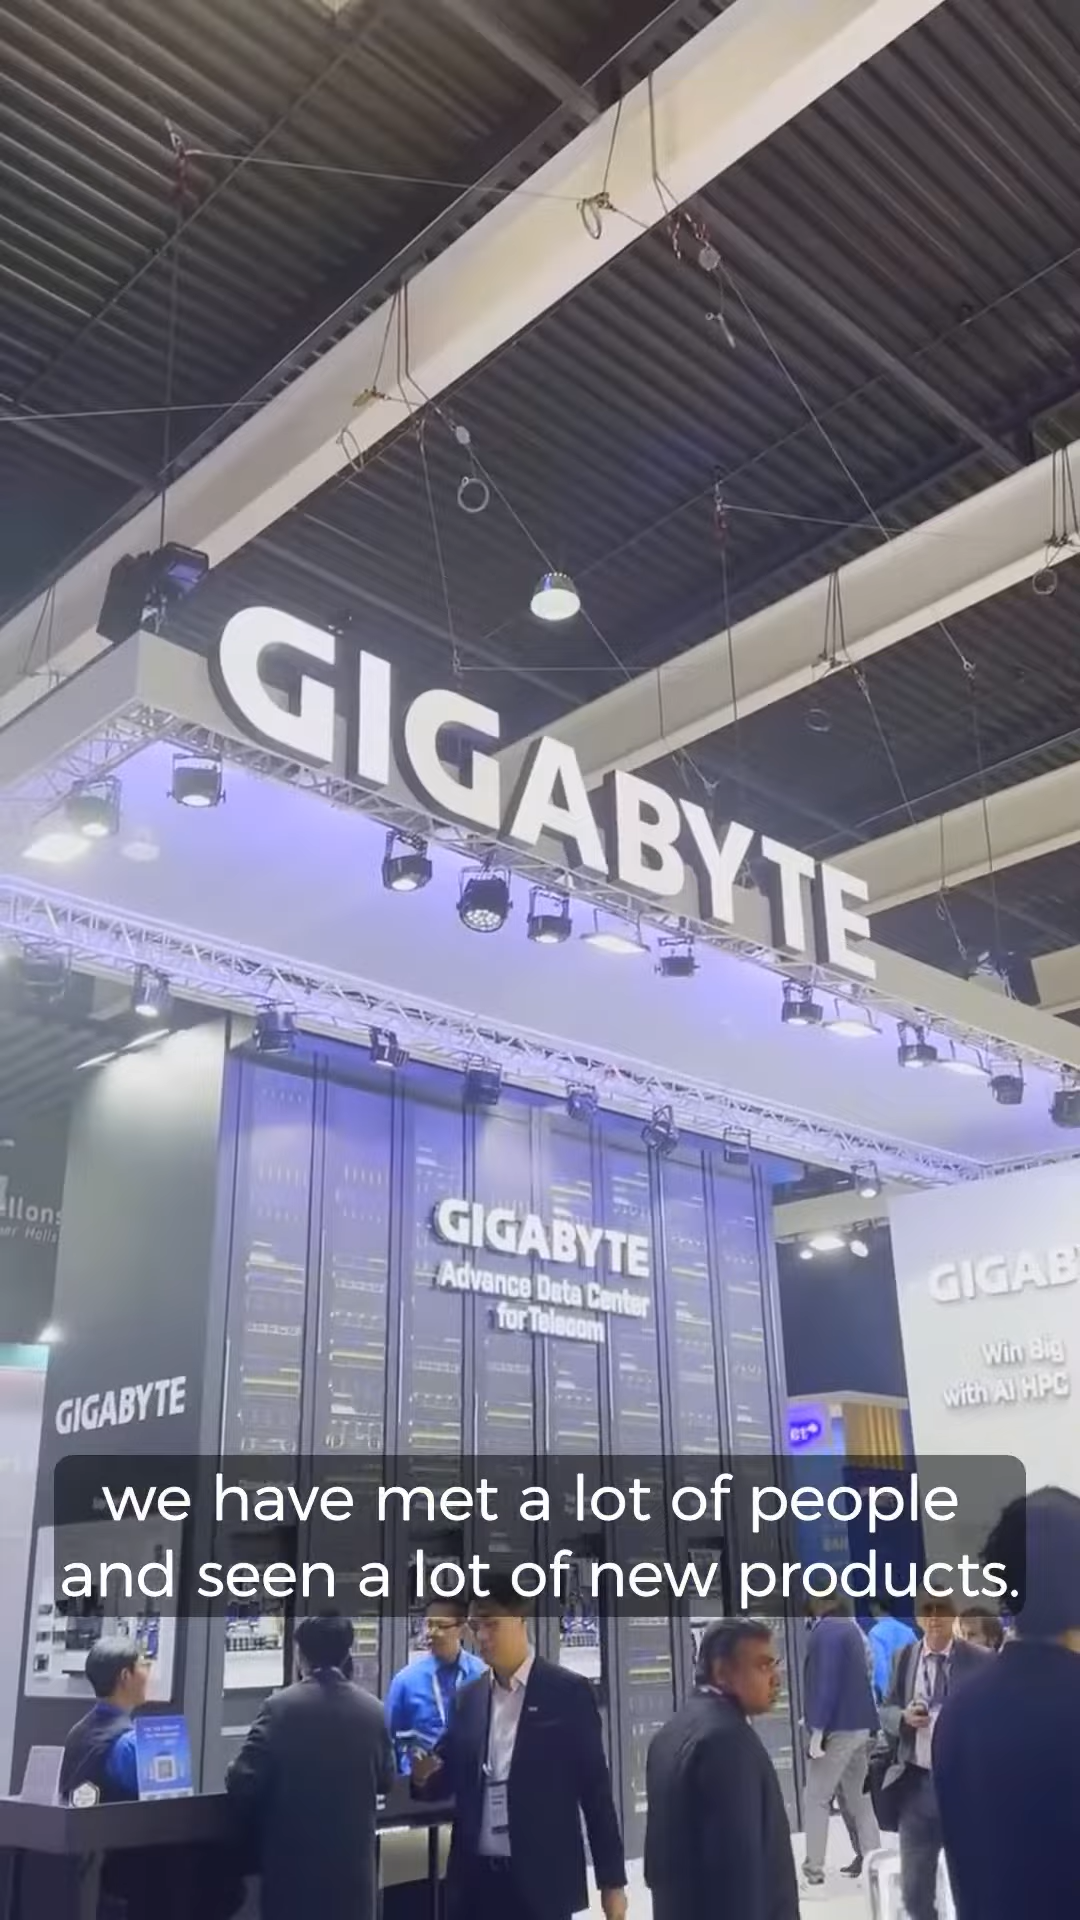 GIGABYTE
GIGABYTE
Advance Data Center
for Telecom
GIGAB
Win Big
with AI HPC
GIGABYTE
we have met a lot of people
and seen a lot of new products.